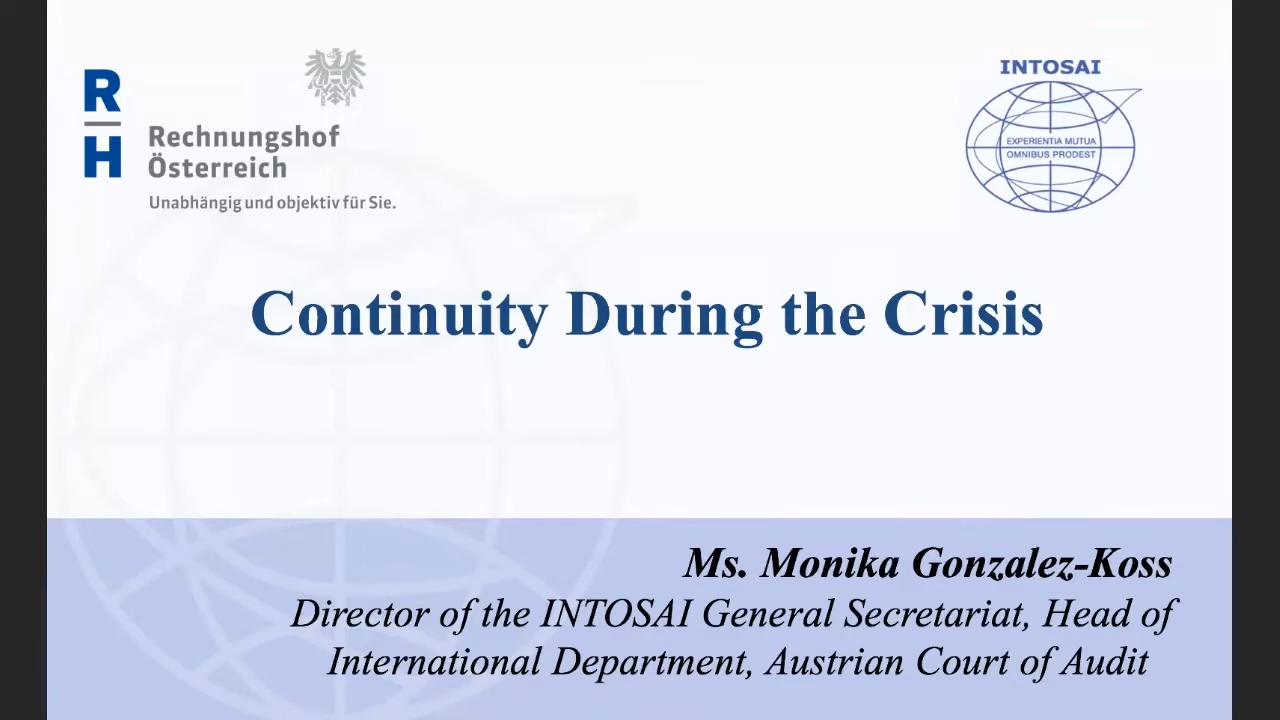 R
H
Rechnungshof
Österreich
Unabhängig und objektiv für Sie.
INTOSAI
EXPERIENTIA MUTUA
OMNIBUS PRODEST
Continuity During the Crisis
Ms. Monika Gonzalez-Koss
Director of the INTOSAI General Secretariat, Head of
International Department, Austrian Court of Audit